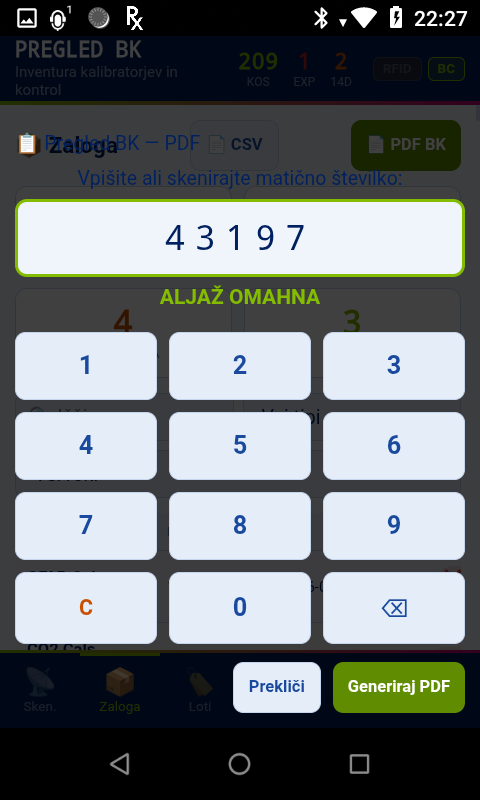 22:27
PREGLED BK
Inventura kalibratorjev in
kontrol
209
KOS
1
EXP
2
14D
RFID
BC
Zaloga
Pregled BK — PDF
CSV
PDF BK
Vpišite ali skenirajte matično številko:
43197
ALJAŽ OMAHNA
4
3
1
2
3
4
5
6
7
8
9
C
0
CO2 Cals
Sken.
Zaloga
Loti
Prekliči
Generiraj PDF